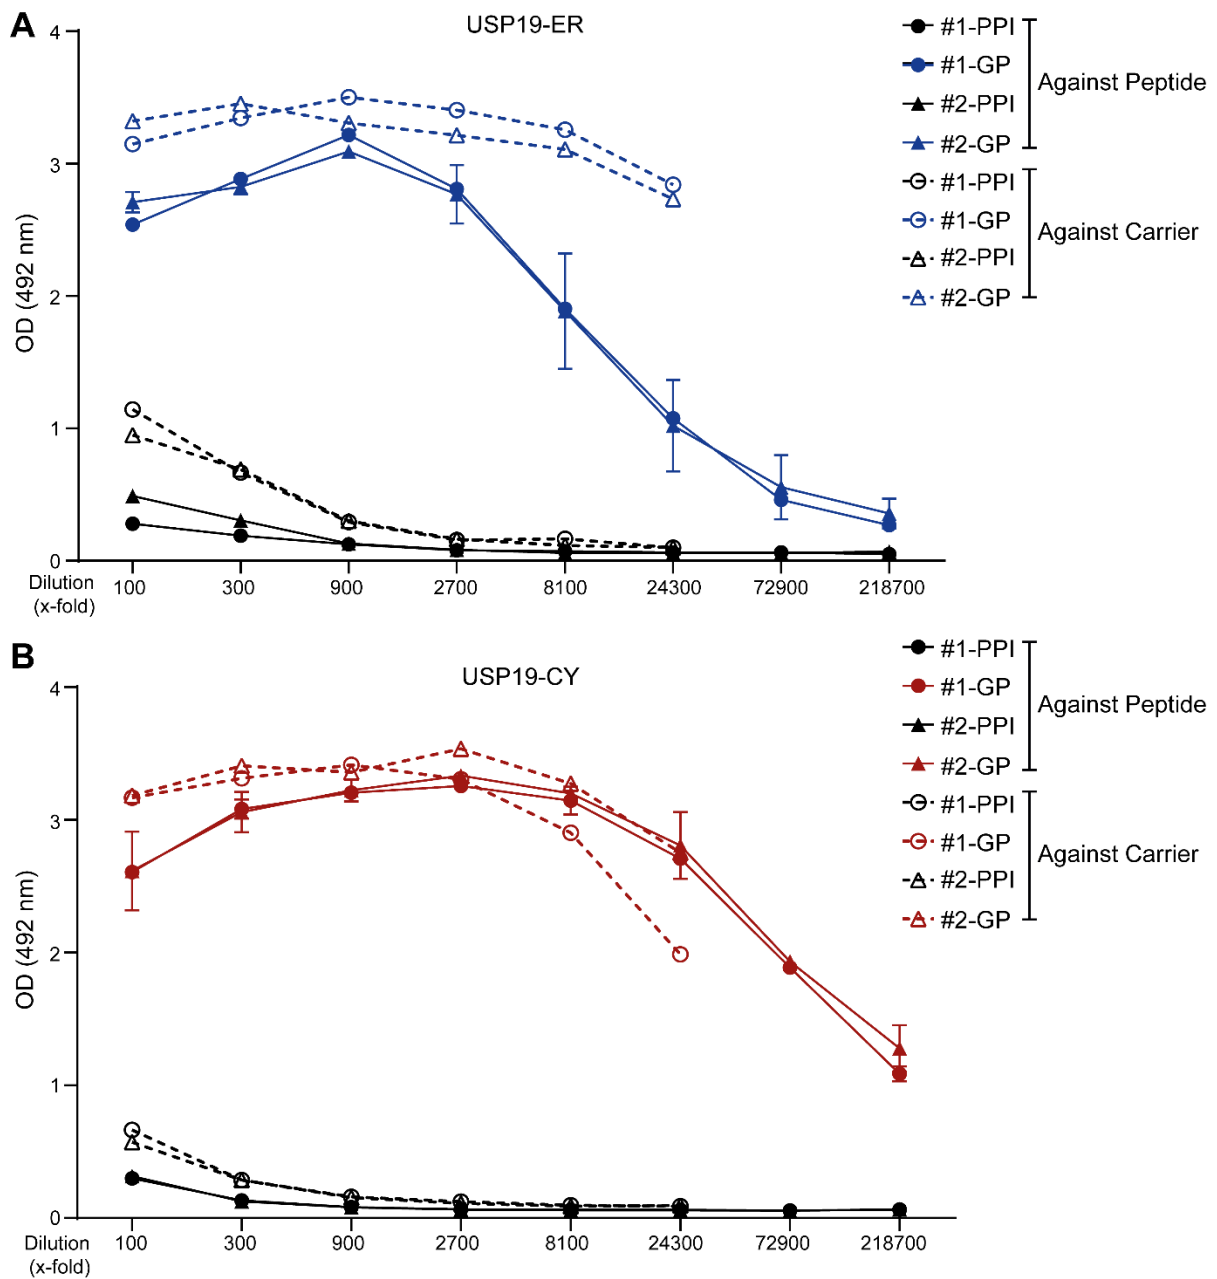 A
USP19-ER
4
3
2
1
0
OD (492 nm)
Dilution
(x-fold)
100
300
900
2700
8100
24300
72900
218700
#1-PPI
#1-GP
#2-PPI
#2-GP
Against Peptide
#1-PPI
#1-GP
#2-PPI
#2-GP
Against Carrier
B
USP19-CY
4
3
2
1
0
OD (492 nm)
Dilution
(x-fold)
100
300
900
2700
8100
24300
72900
218700
#1-PPI
#1-GP
#2-PPI
#2-GP
Against Peptide
#1-PPI
#1-GP
#2-PPI
#2-GP
Against Carrier